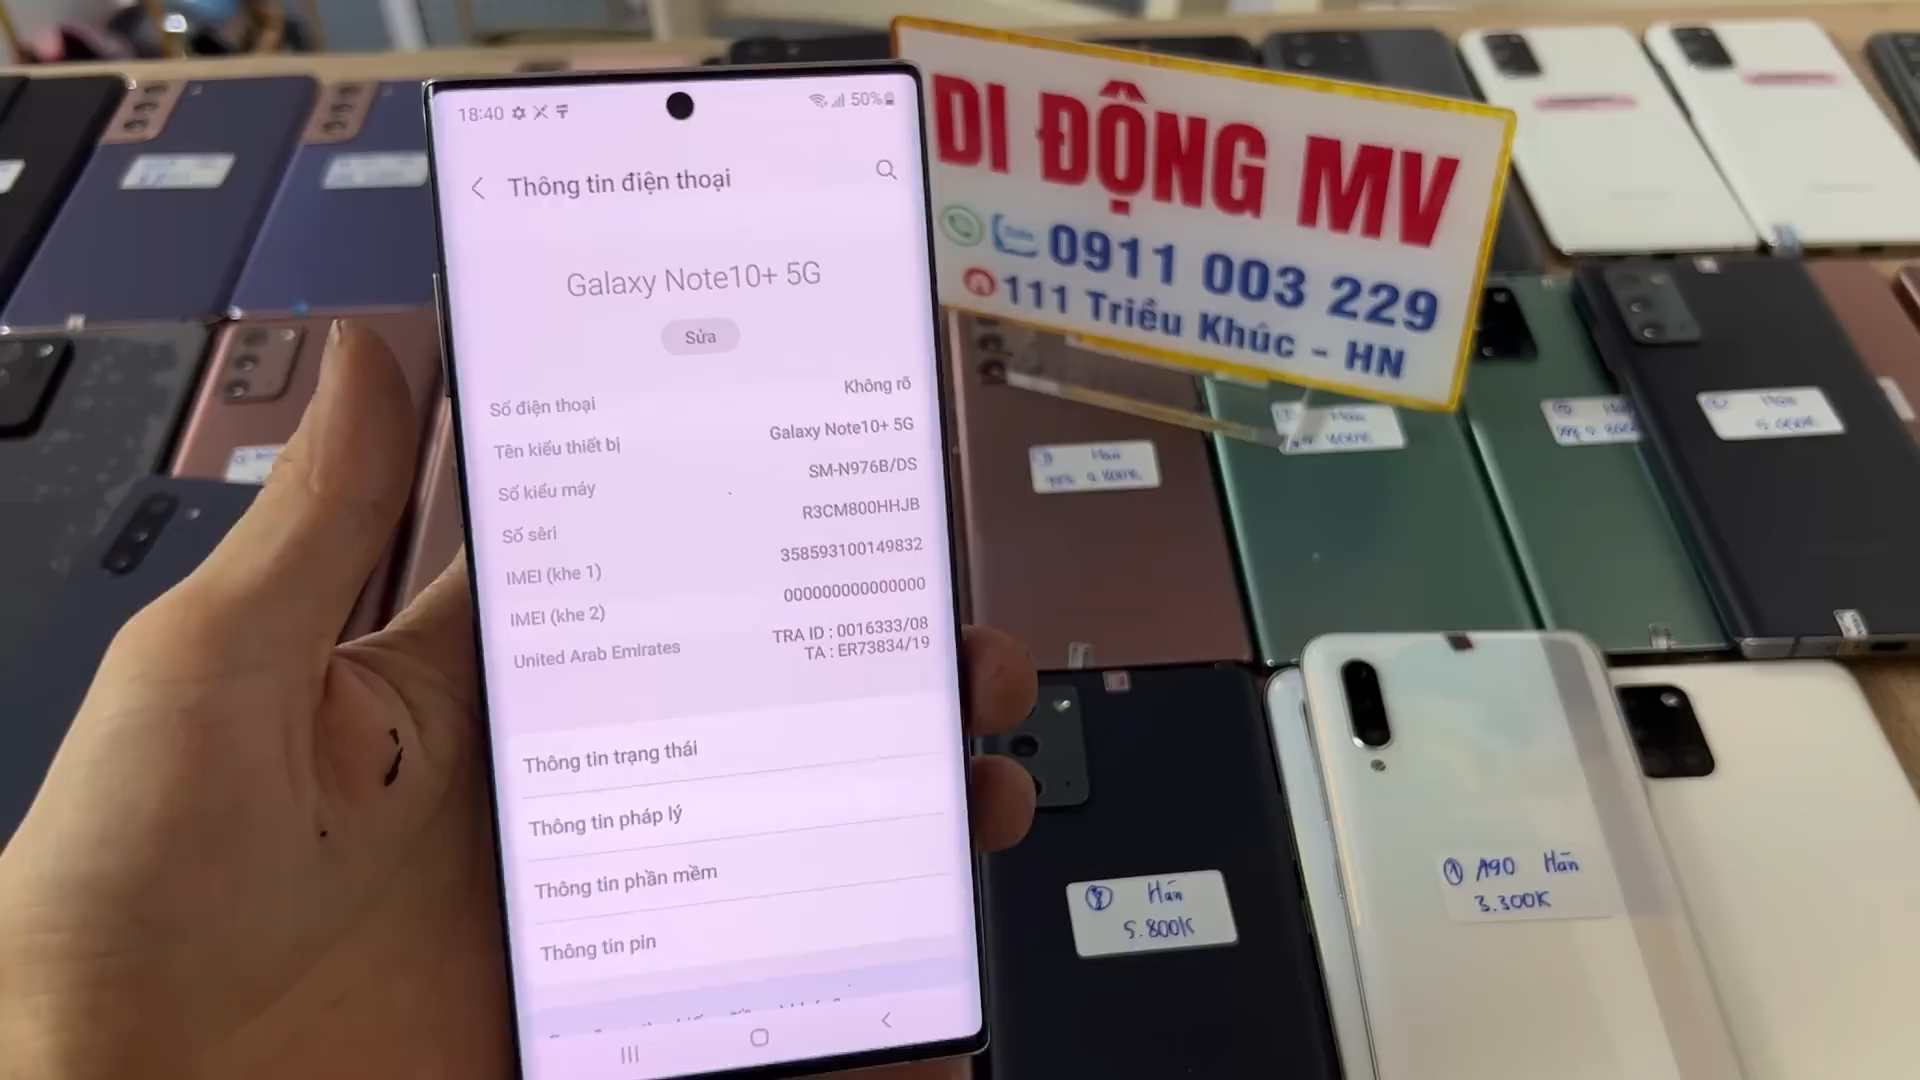 18:40
50%
Thông tin điện thoại
Galaxy Note10+ 5G
Sửa
Số điện thoại
Không rõ
Tên kiểu thiết bị
Galaxy Note10+ 5G
Số kiểu máy
SM-N976B/DS
Số sêri
R3CM800HHJB
IMEI (khe 1)
358593100149832
IMEI (khe 2)
000000000000000
United Arab Emirates
TRA ID : 0016333/08
TA : ER73834/19
Thông tin trạng thái
Thông tin pháp lý
Thông tin phần mềm
Thông tin pin
DI ĐỘNG MV
0911 003 229
111 Triều Khúc - HN
Hàn
5.800K
1 A90 Hàn
3.300K